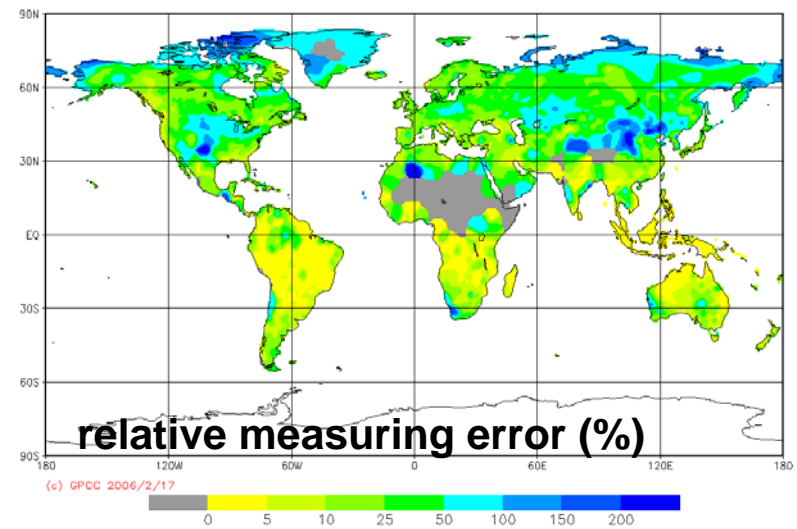 90N
60N
30N
EQ
30S
60S
relative measuring error (%)
90S
180 120W 60W 0 60E 120E 180
(c) GPCC 2006/2/17
0 5 10 25 50 100 150 200